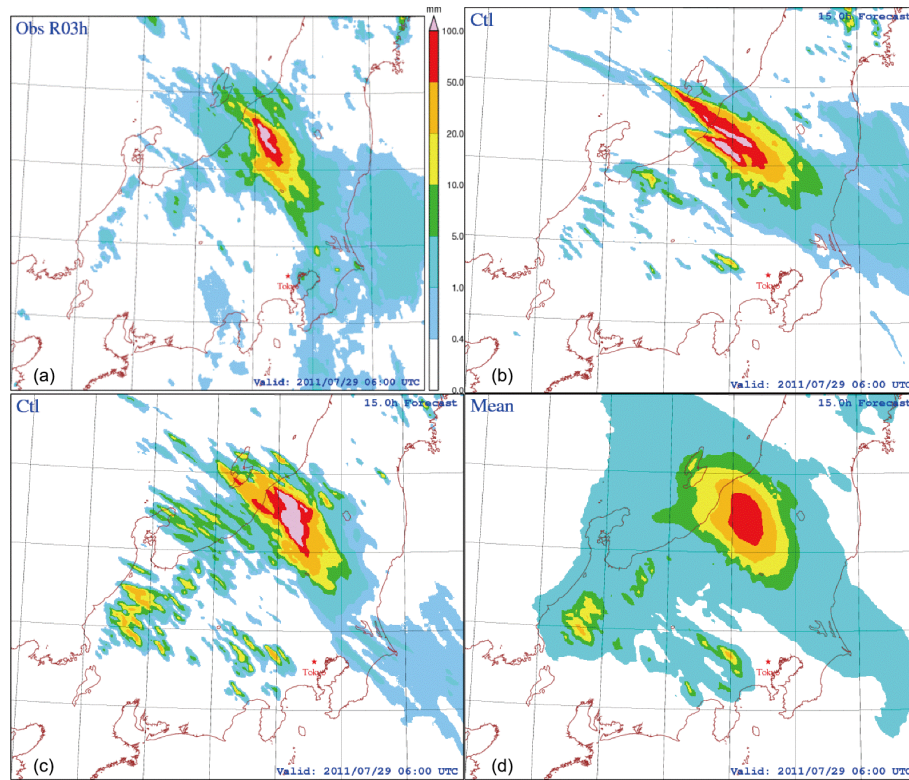 Obs R03h
mm
100.0
50.0
20.0
10.0
5.0
1.0
0.4
0.0
Tokyo
(a)
Valid: 2011/07/29 06:00 UTC
Ctl
15.0h Forecast
Tokyo
(b)
Valid: 2011/07/29 06:00 UTC
Ctl
15.0h Forecast
Tokyo
(c)
Valid: 2011/07/29 06:00 UTC
Mean
15.0h Forecast
Tokyo
(d)
Valid: 2011/07/29 06:00 UTC